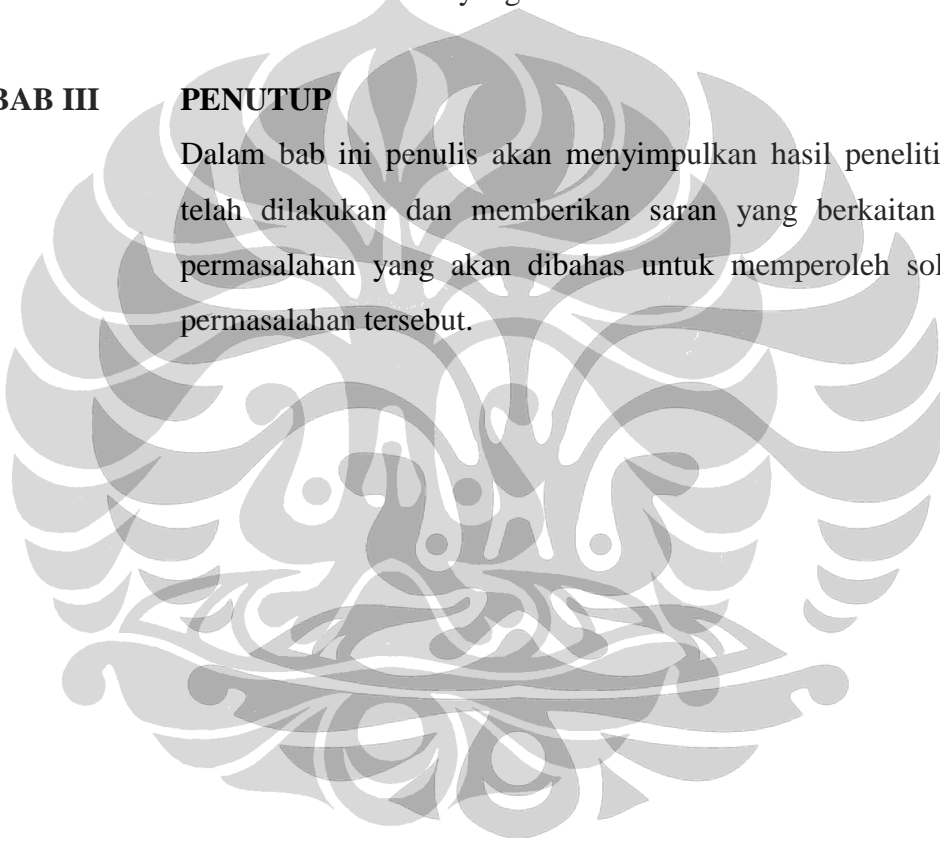 BAB III PENUTUP
Dalam bab ini penulis akan menyimpulkan hasil peneliti
telah dilakukan dan memberikan saran yang berkaitan
permasalahan yang akan dibahas untuk memperoleh sol
permasalahan tersebut.